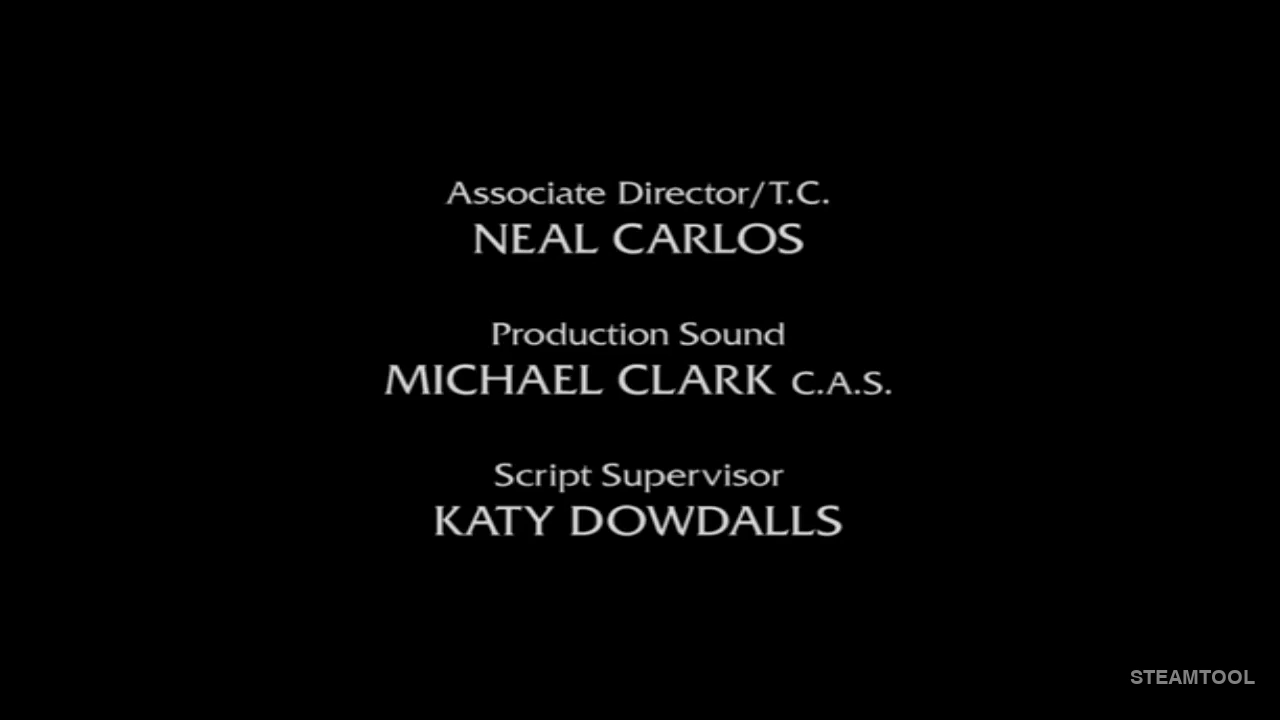 Associate Director/T.C.
NEAL CARLOS
Production Sound
MICHAEL CLARK C.A.S.
Script Supervisor
KATY DOWDALLS
STEAMTOOL